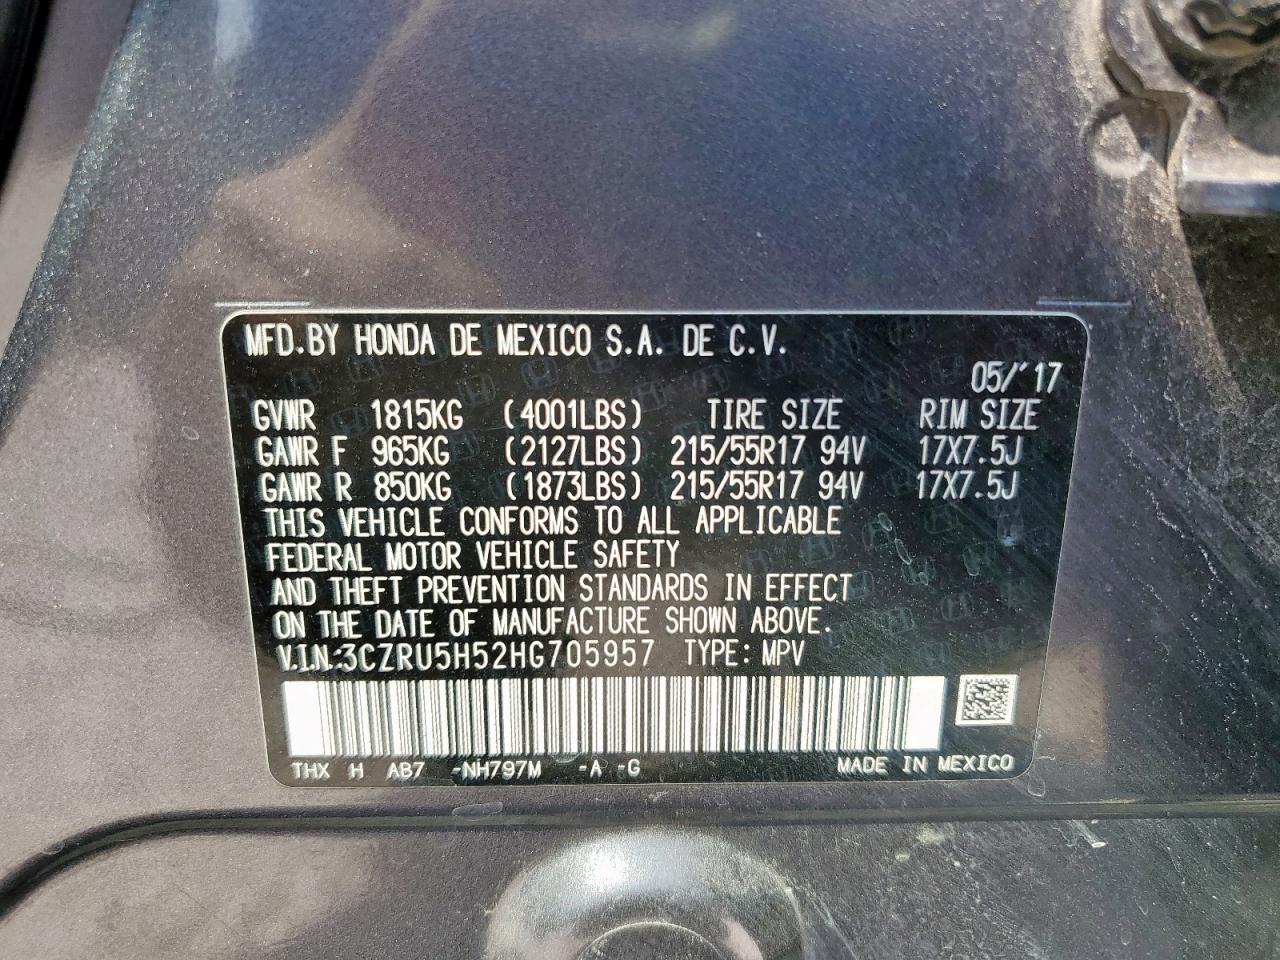 MFD.BY HONDA DE MEXICO S.A. DE C.V.
05/'17
GVWR 1815KG (4001LBS) TIRE SIZE RIM SIZE
GAWR F 965KG (2127LBS) 215/55R17 94V 17X7.5J
GAWR R 850KG (1873LBS) 215/55R17 94V 17X7.5J
THIS VEHICLE CONFORMS TO ALL APPLICABLE
FEDERAL MOTOR VEHICLE SAFETY
AND THEFT PREVENTION STANDARDS IN EFFECT
ON THE DATE OF MANUFACTURE SHOWN ABOVE.
V.I.N:3CZRU5H52HG705957 TYPE: MPV
THX H AB7 -NH797M -A -G MADE IN MEXICO